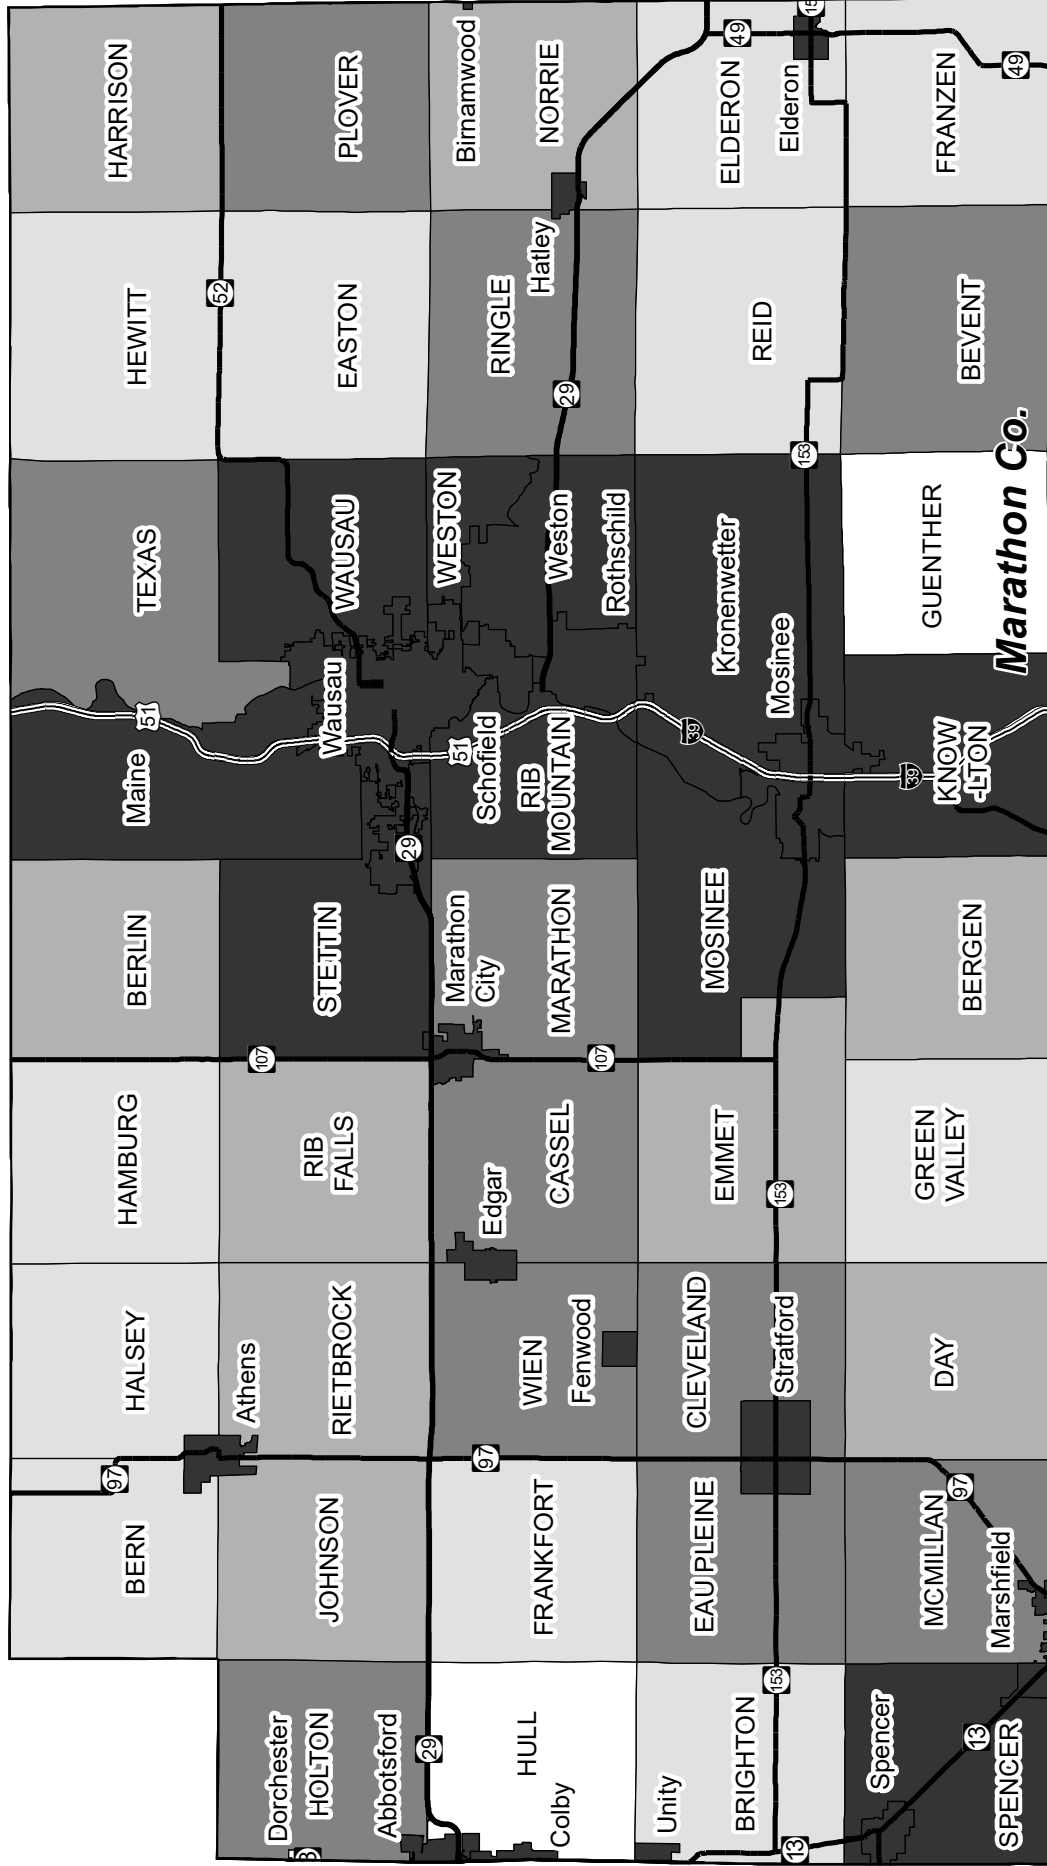 BERN
97
HALSEY
HAMBURG
BERLIN
Maine
51
TEXAS
HEWITT
HARRISON
Dorchester
HOLTON
Abbotsford
JOHNSON
Athens
RIETBROCK
RIB
FALLS
107
STETTIN
Wausau
WAUSAU
52
EASTON
PLOVER
29
29
HULL
Colby
FRANKFORT
97
WIEN
Fenwood
Edgar
CASSEL
Marathon
City
MARATHON
107
51
Schofield
RIB
MOUNTAIN
WESTON
Weston
Rothschild
29
RINGLE
Hatley
Birnamwood
NORRIE
Unity
BRIGHTON
153
13
EAU PLEINE
CLEVELAND
Stratford
EMMET
153
MOSINEE
39
Kronenwetter
Mosinee
153
REID
ELDERON
Elderon
49
15
Spencer
13
SPENCER
MCMILLAN
97
Marshfield
DAY
GREEN
VALLEY
BERGEN
39
KNOW
-LTON
GUENTHER
BEVENT
FRANZEN
49
Marathon Co.